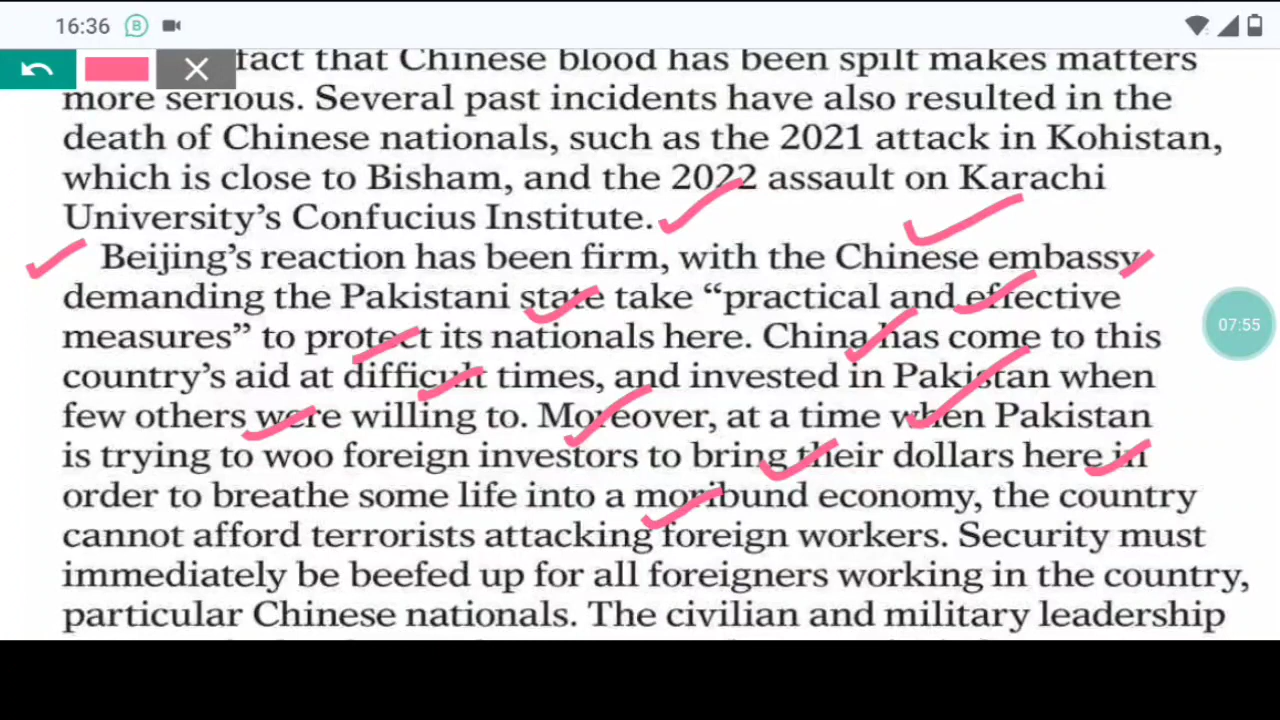 16:36
fact that Chinese blood has been spilt makes matters
more serious. Several past incidents have also resulted in the
death of Chinese nationals, such as the 2021 attack in Kohistan,
which is close to Bisham, and the 2022 assault on Karachi
University’s Confucius Institute.
Beijing’s reaction has been firm, with the Chinese embassy
demanding the Pakistani state take “practical and effective
measures” to protect its nationals here. China has come to this
07:55
country’s aid at difficult times, and invested in Pakistan when
few others were willing to. Moreover, at a time when Pakistan
is trying to woo foreign investors to bring their dollars here in
order to breathe some life into a moribund economy, the country
cannot afford terrorists attacking foreign workers. Security must
immediately be beefed up for all foreigners working in the country,
particular Chinese nationals. The civilian and military leadership